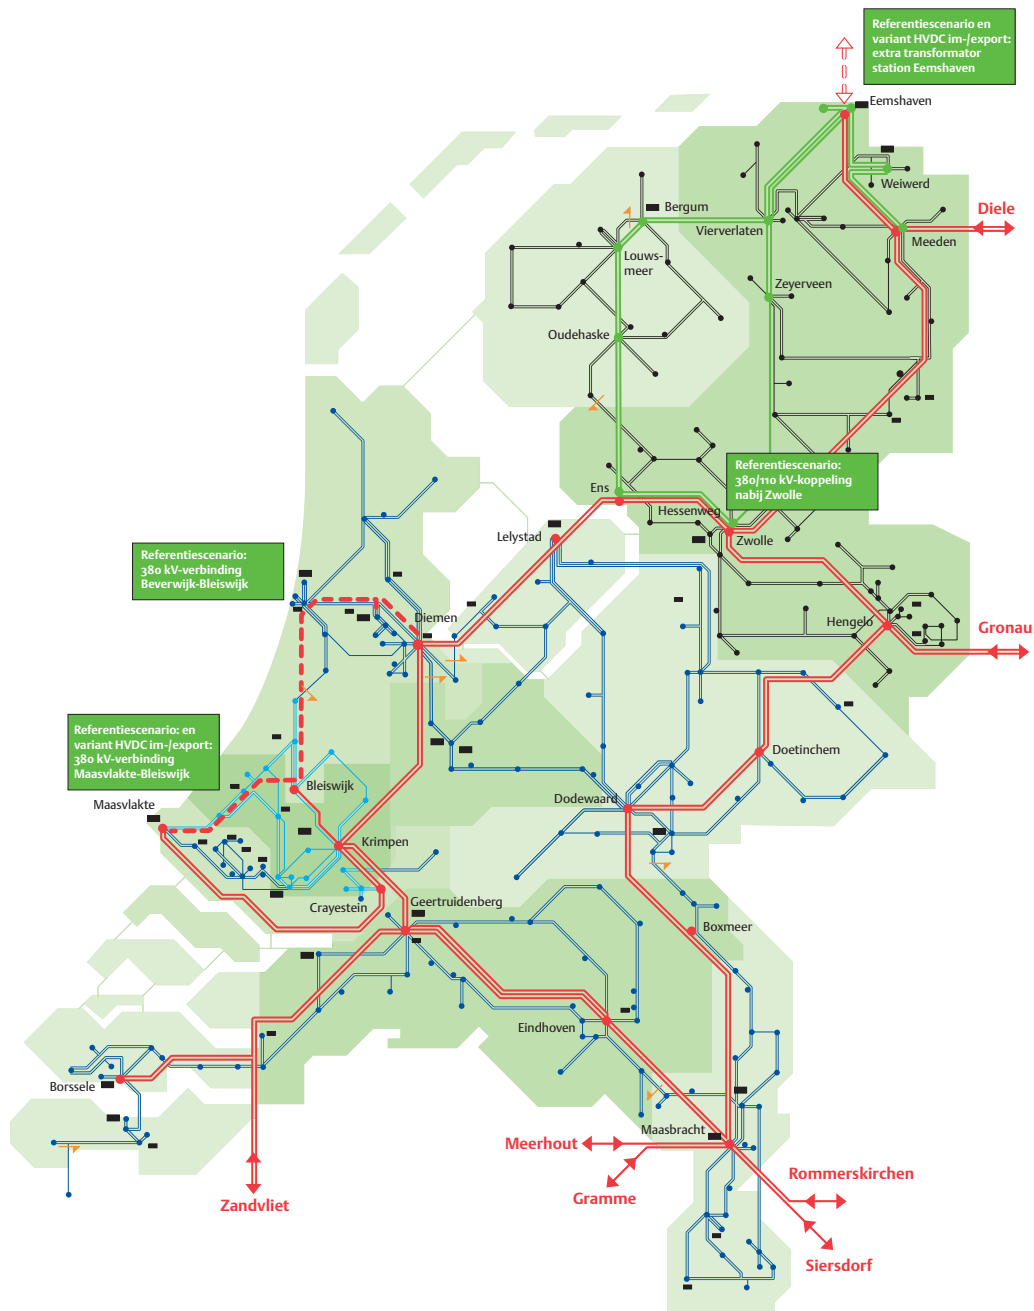 Referentiescenario en
variant HVDC im-/export:
extra transformator
station Eemshaven
Eemshaven
Weiwerd
Bergum
Diele
Vierverlaten
Meeden
Louws-
meer
Zeyerveen
Oudehaske
Referentiescenario:
380/110 kV-koppeling
nabij Zwolle
Ens
Hessenweg
Lelystad
Zwolle
Referentiescenario:
380 kV-verbinding
Beverwijk-Bleiswijk
Diemen
Hengelo
Gronau
Referentiescenario: en
variant HVDC im-/export:
380 kV-verbinding
Maasvlakte-Bleiswijk
Doetinchem
Bleiswijk
Maasvlakte
Dodewaard
Krimpen
Crayestein
Geertruidenberg
Boxmeer
Eindhoven
Borssele
Maasbracht
Meerhout
Rommerskirchen
Gramme
Zandvliet
Siersdorf